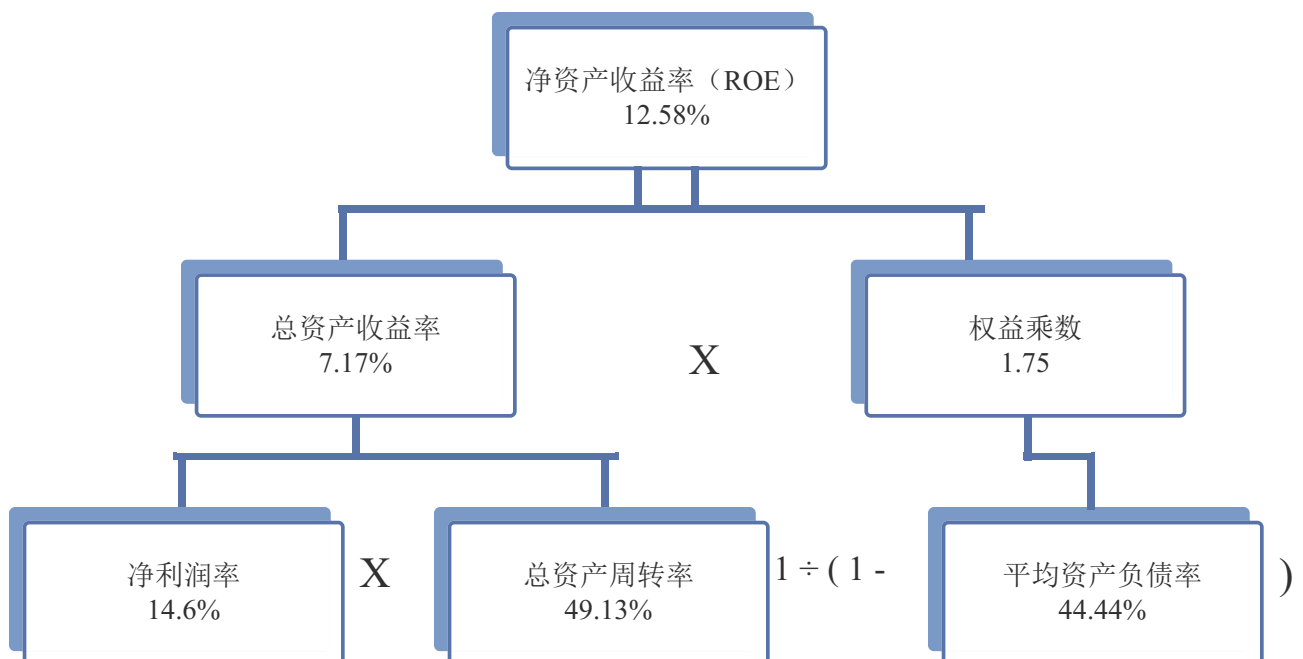 净资产收益率（ROE）
12.58%
总资产收益率
7.17%
X
权益乘数
1.75
净利润率
14.6%
X
总资产周转率
49.13%
1 ÷ ( 1 -
平均资产负债率
44.44%
)